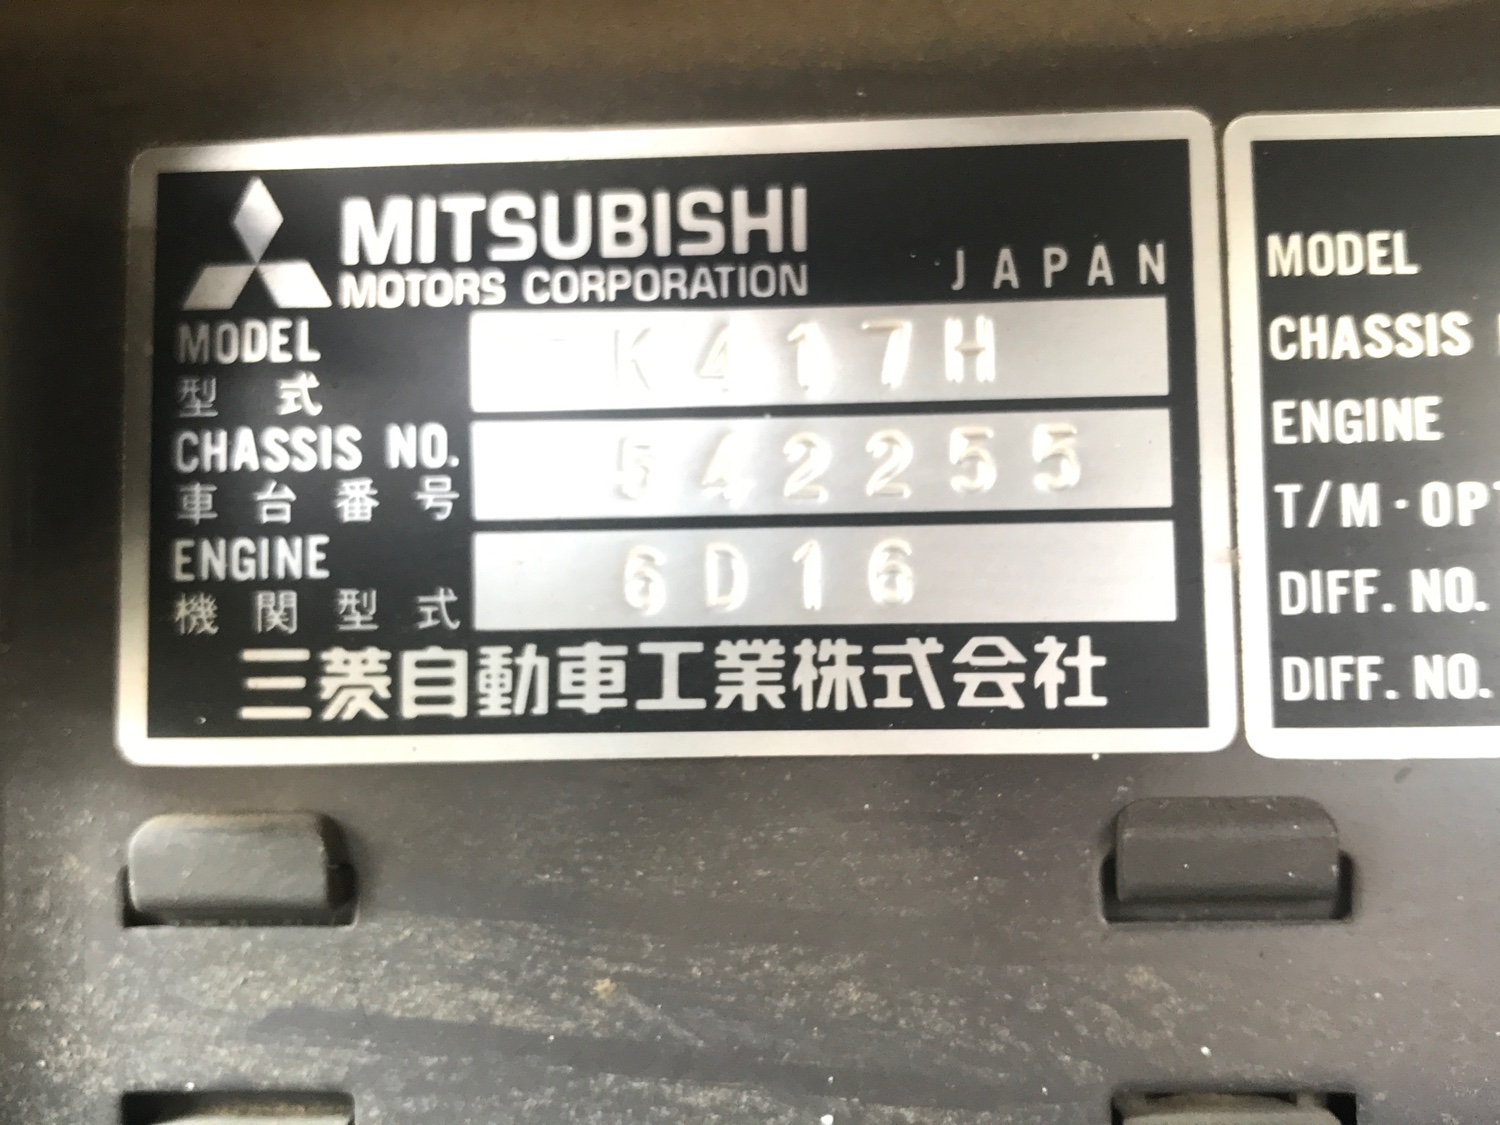 MITSUBISHI
MOTORS CORPORATION JAPAN
MODEL K417H
型式
CHASSIS NO. 542255
車台番号
ENGINE 6D16
機関型式
三菱自動車工業株式会社
MODEL
CHASSIS
ENGINE
T/M·OPT
DIFF. NO.
DIFF. NO.